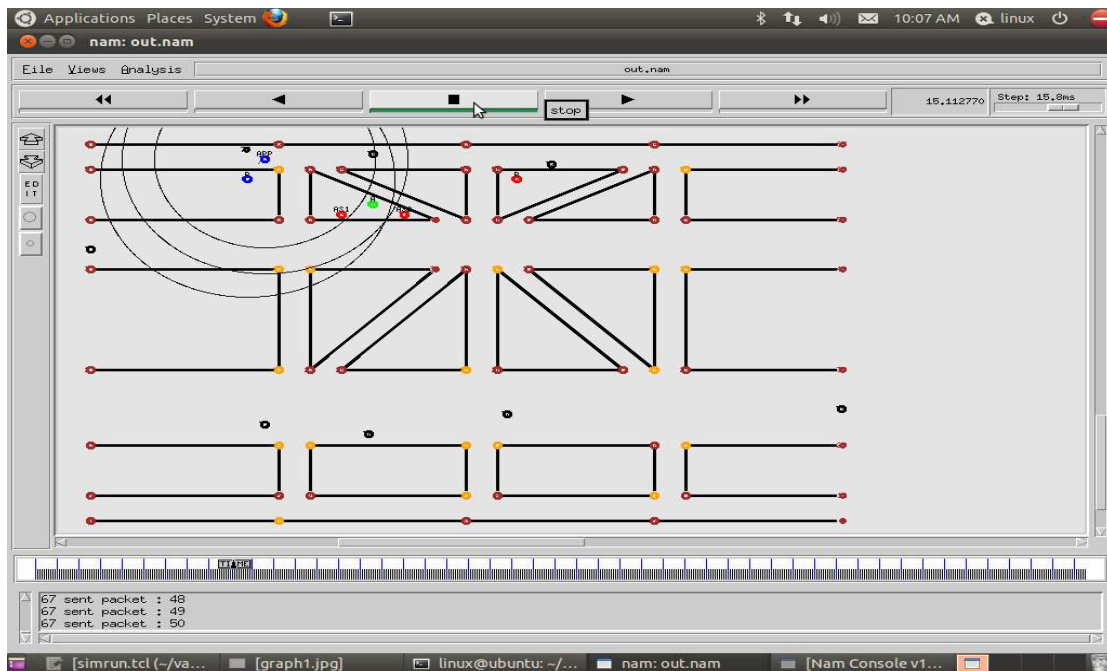 Applications Places System 10:07 AM linux
nam: out.nam
File Views Analysis out.nam
15.112770 Step: 15.8ms
stop
ED
IT
APP
AS1
TIME
67 sent packet : 48
67 sent packet : 49
67 sent packet : 50
[simrun.tcl (~/va... [graph1.jpg] linux@ubuntu: ~/... nam: out.nam [Nam Console v1...